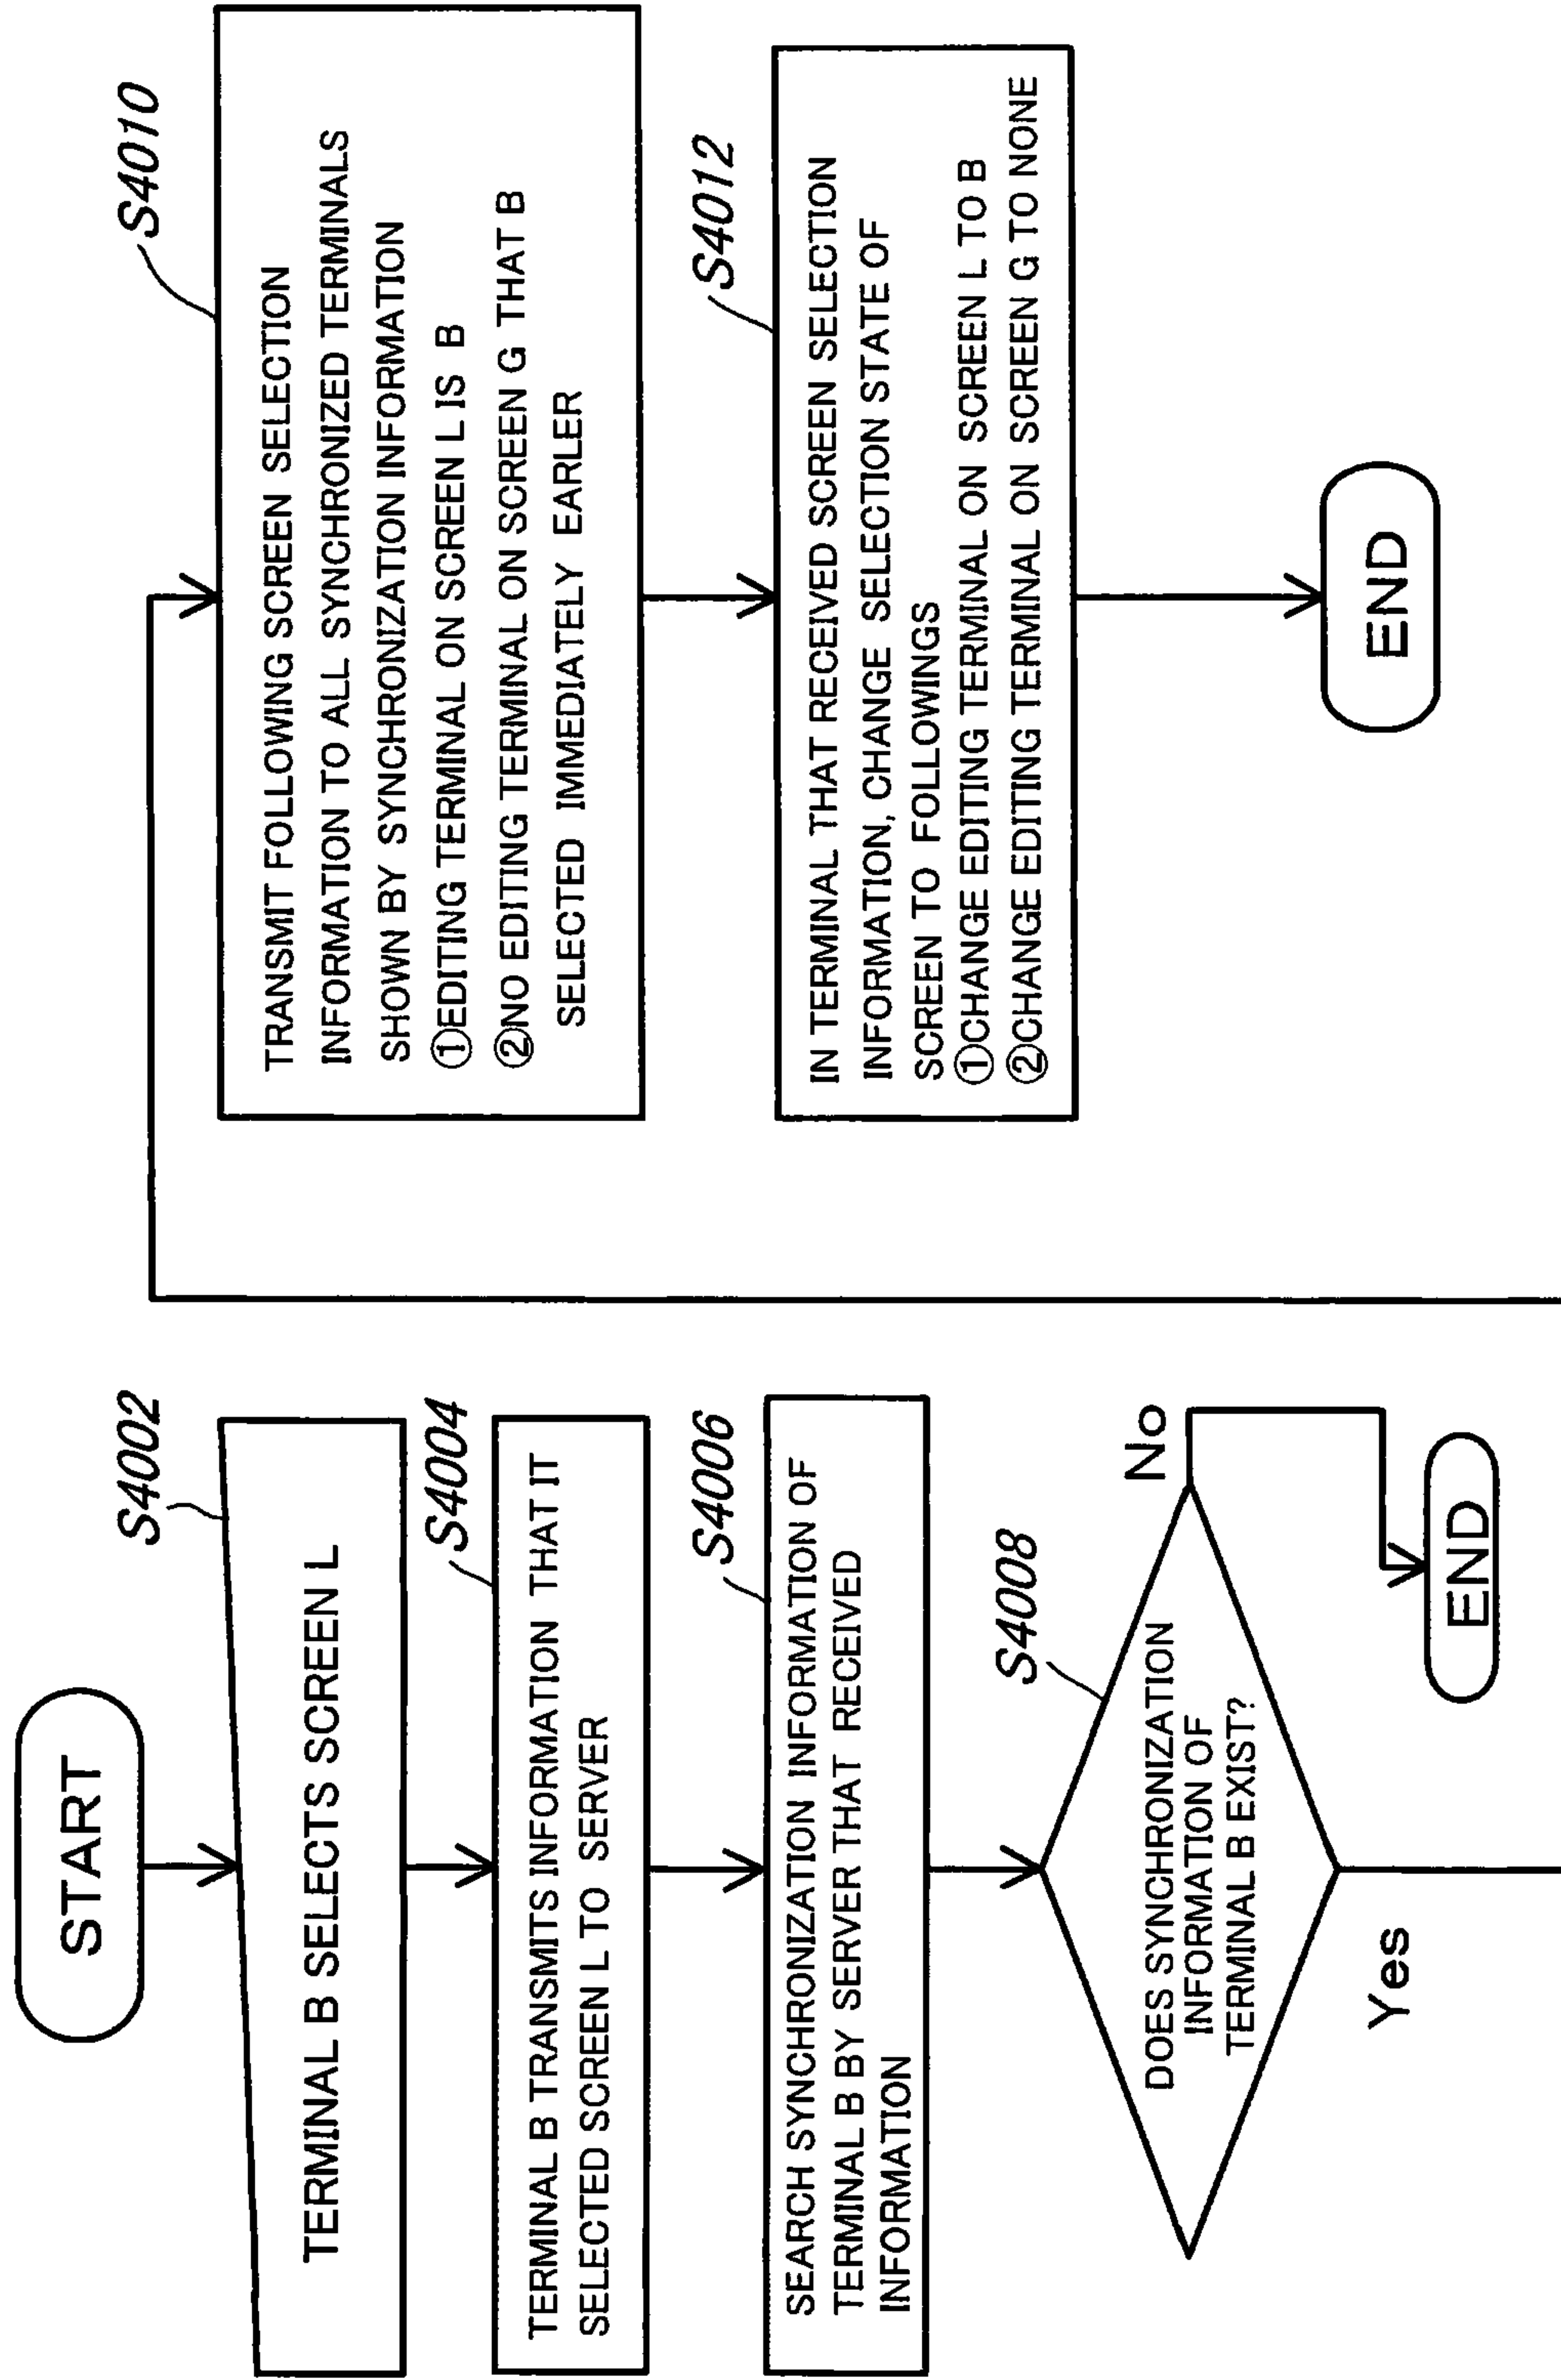 START
S4002
TERMINAL B SELECTS SCREEN L
S4004
TERMINAL B TRANSMITS INFORMATION THAT IT
SELECTED SCREEN L TO SERVER
S4006
SEARCH SYNCHRONIZATION INFORMATION OF
TERMINAL B BY SERVER THAT RECEIVED
INFORMATION
S4008
DOES SYNCHRONIZATION
INFORMATION OF
TERMINAL B EXIST?
No
END
Yes
S4010
TRANSMIT FOLLOWING SCREEN SELECTION
INFORMATION TO ALL SYNCHRONIZED TERMINALS
SHOWN BY SYNCHRONIZATION INFORMATION
①EDITING TERMINAL ON SCREEN L IS B
②NO EDITING TERMINAL ON SCREEN G THAT B
SELECTED IMMEDIATELY EARLER
S4012
IN TERMINAL THAT RECEIVED SCREEN SELECTION
INFORMATION, CHANGE SELECTION STATE OF
SCREEN TO FOLLOWINGS
①CHANGE EDITING TERMINAL ON SCREEN L TO B
②CHANGE EDITING TERMINAL ON SCREEN G TO NONE
END